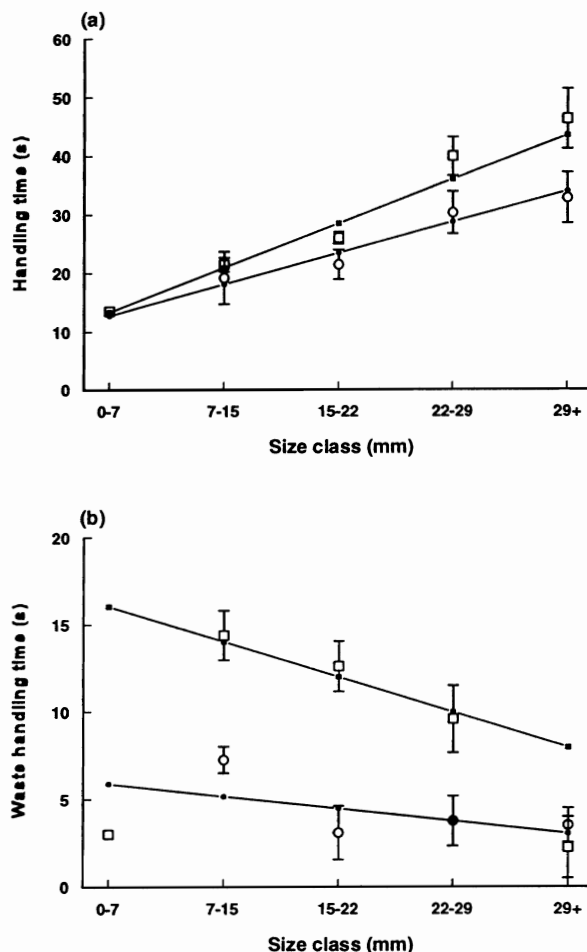 (a)
60
50
40
30
20
10
0
Handling time (s)
0-7 7-15 15-22 22-29 29+
Size class (mm)
(b)
20
15
10
5
0
Waste handling time (s)
0-7 7-15 15-22 22-29 29+
Size class (mm)